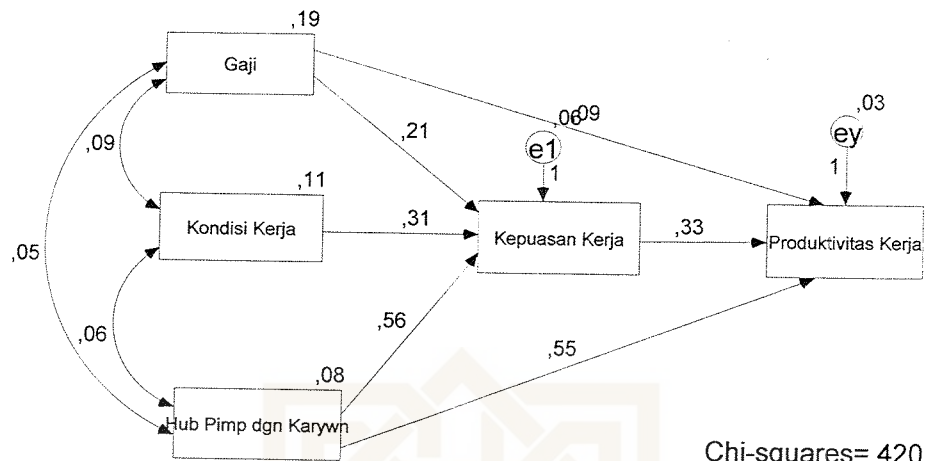 ,19
Gaji
,09
,21
,06
,09
e1
1
,03
ey
1
,11
Kondisi Kerja
,31
Kepuasan Kerja
,33
Produktivitas Kerja
,05
,06
,56
,55
,08
Hub Pimp dgn Karywn
Chi-squares= 420